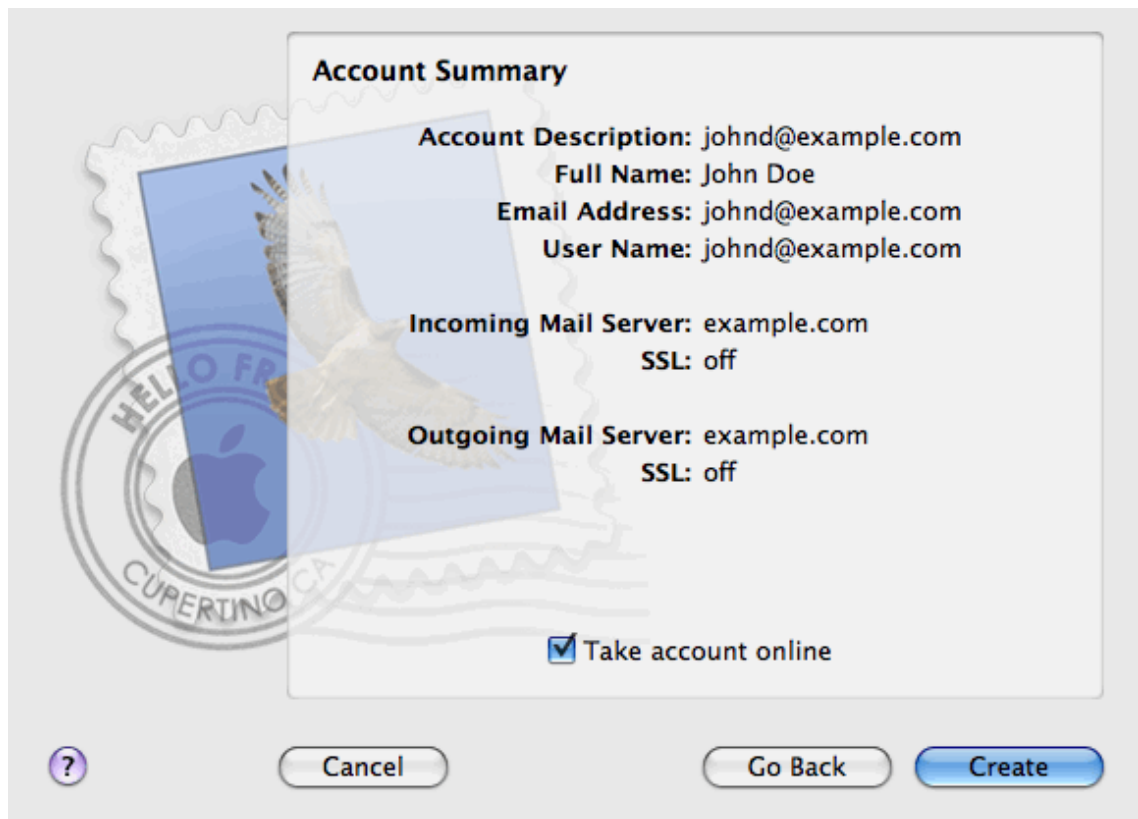 Account Summary
Account Description: johnd@example.com
Full Name: John Doe
Email Address: johnd@example.com
User Name: johnd@example.com
Incoming Mail Server: example.com
SSL: off
Outgoing Mail Server: example.com
SSL: off
HELLO FR
CUPERTINO CA
Take account online
?
Cancel
Go Back
Create